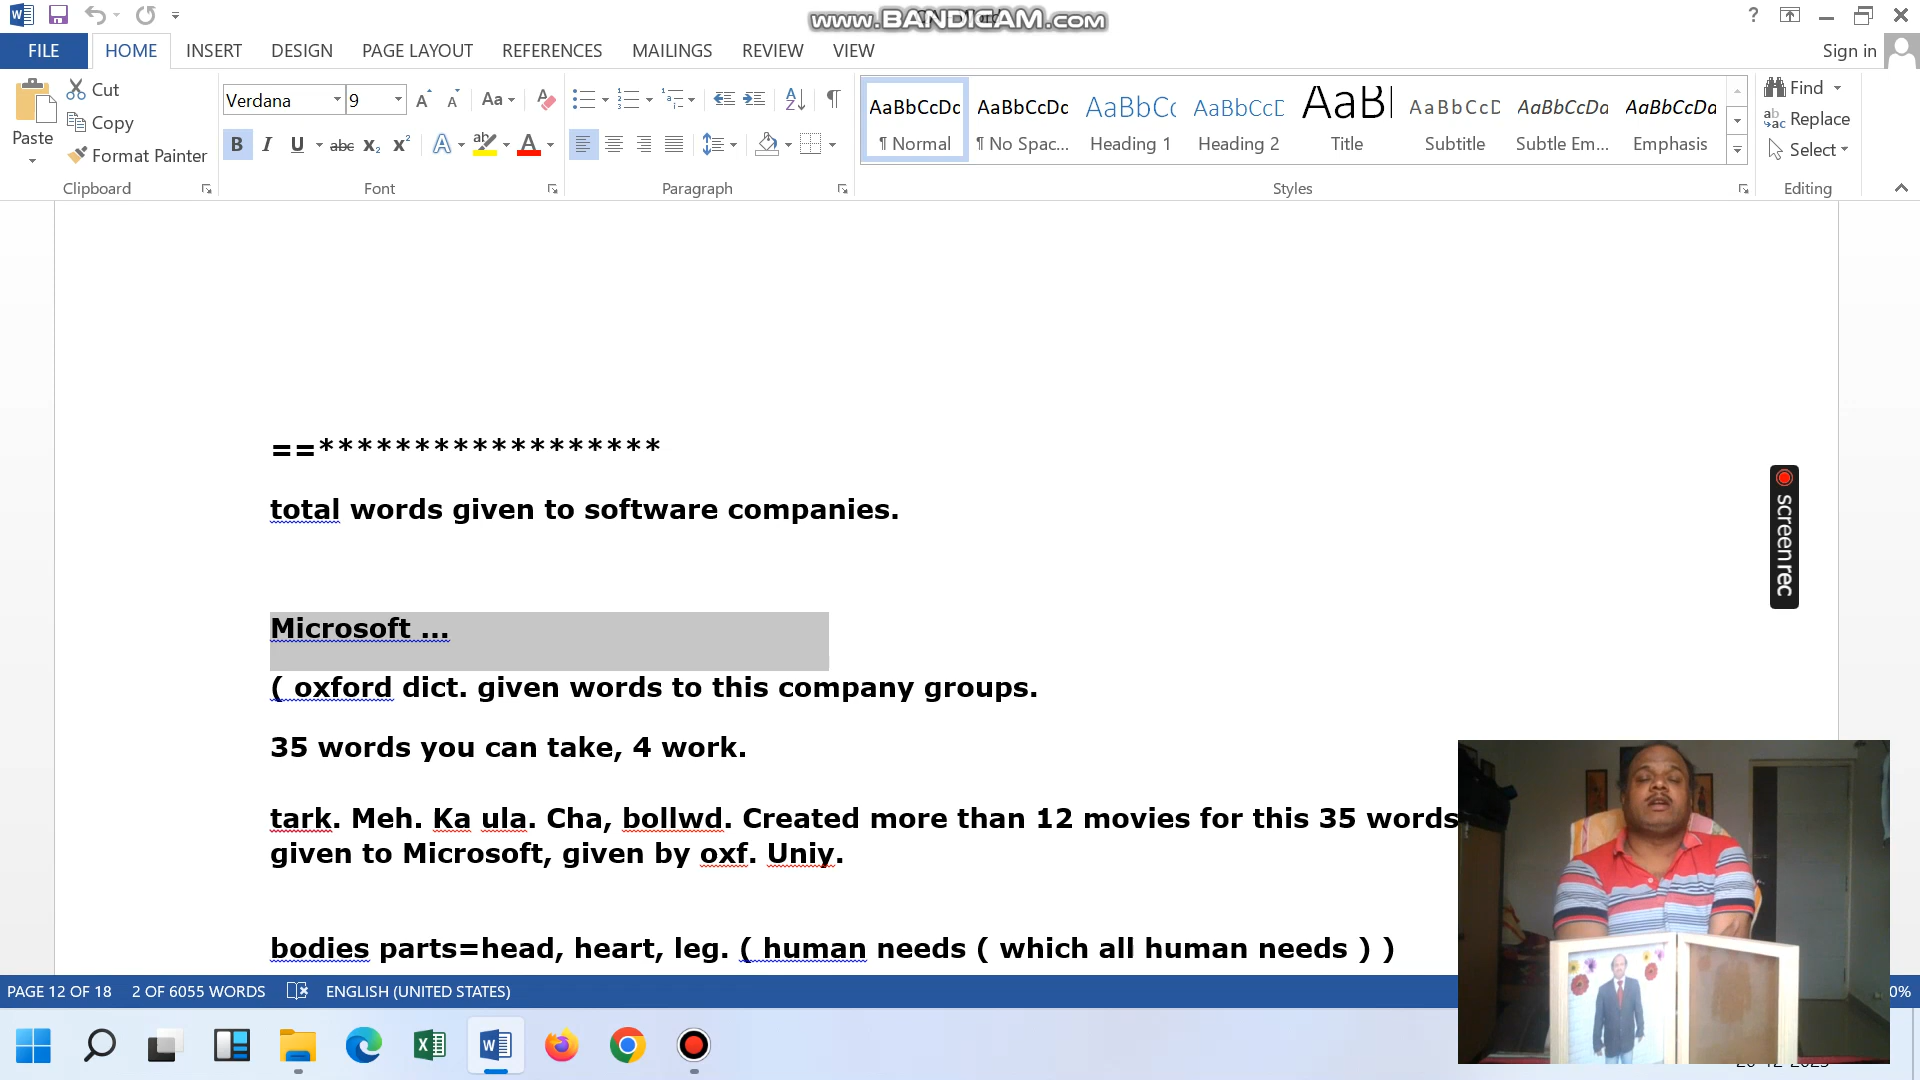 www.BANDICAM.com
FILE HOME INSERT DESIGN PAGE LAYOUT REFERENCES MAILINGS REVIEW VIEW Sign in
Paste Cut Copy Format Painter
Clipboard
Verdana 9
Font
Paragraph
AaBbCcDc AaBbCcDc AaBbCc AaBbCcD AaBl AaBbCcD AaBbCcDa AaBbCcDa
¶ Normal ¶ No Spac... Heading 1 Heading 2 Title Subtitle Subtle Em... Emphasis
Styles
Find
Replace
Select
Editing
==******************
total words given to software companies.
Microsoft ...
( oxford dict. given words to this company groups.
35 words you can take, 4 work.
tark. Meh. Ka ula. Cha, bollwd. Created more than 12 movies for this 35 words
given to Microsoft, given by oxf. Uniy.
bodies parts=head, heart, leg. ( human needs ( which all human needs ) )
screenrec
PAGE 12 OF 18 2 OF 6055 WORDS ENGLISH (UNITED STATES)